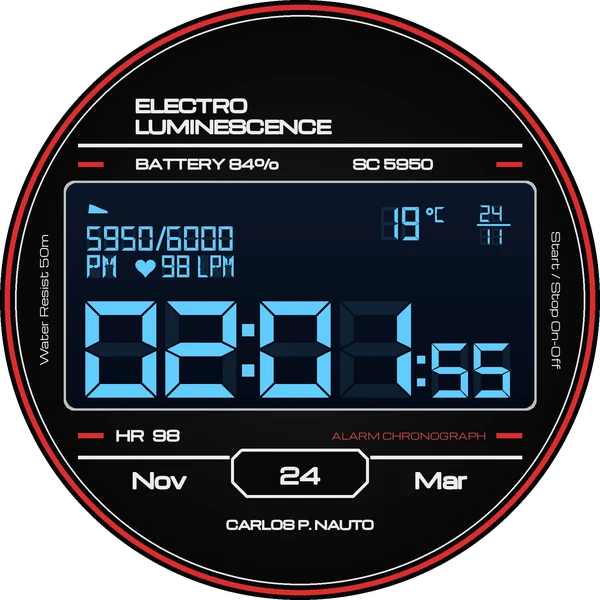 ELECTRO
LUMINESCENCE
BATTERY 84% SC 5950
19 °C 24
11
5950/6000
PM 98 LPM
02:01:55
Water Resist 50m
Start / Stop On-Off
HR 98 ALARM CHRONOGRAPH
Nov 24 Mar
CARLOS P. NAUTO